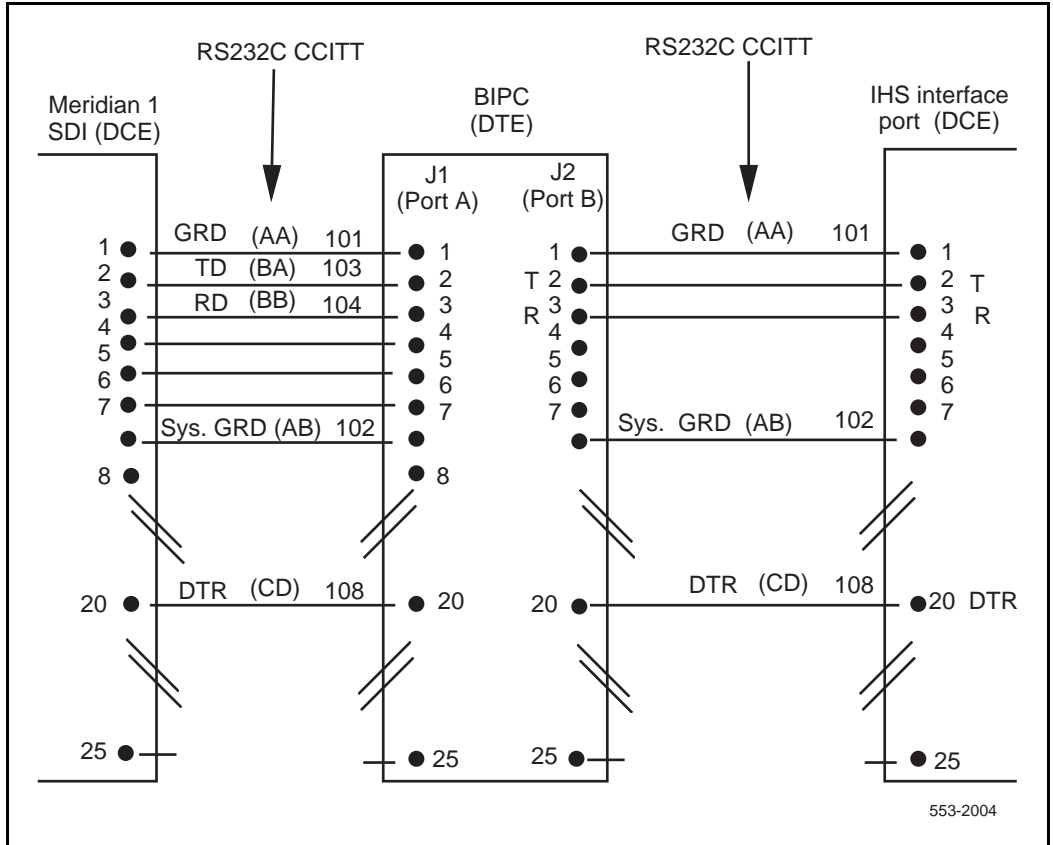 RS232C CCITT
RS232C CCITT
Meridian 1
SDI (DCE)
BIPC
(DTE)
IHS interface
port (DCE)
J1
(Port A)
J2
(Port B)
GRD (AA) 101
TD (BA) 103
RD (BB) 104
Sys. GRD (AB) 102
DTR (CD) 108
1
2
3
4
5
6
7
8
20
25
1
2
3
4
5
6
7
8
20
25
1
T 2
R 3
4
5
6
7
20
25
GRD (AA) 101
Sys. GRD (AB) 102
DTR (CD) 108
1
2 T
3 R
4
5
6
7
20 DTR
25
553-2004